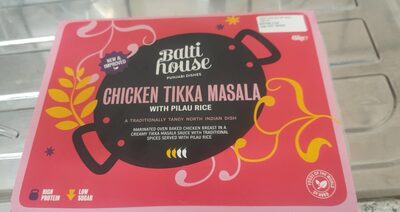 Balti
house
PUNJABI DISHES
NEW &
IMPROVED
CHICKEN TIKKA MASALA
WITH PILAU RICE
A TRADITIONALLY TANGY NORTH INDIAN DISH
MARINATED OVEN BAKED CHICKEN BREAST IN A
CREAMY TIKKA MASALA SAUCE WITH TRADITIONAL
SPICES SERVED WITH PILAU RICE
HIGH
PROTEIN
LOW
SUGAR